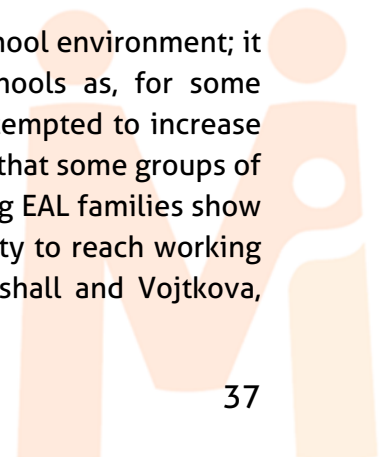 hool environment; it
hools as, for some
tempted to increase
that some groups of
g EAL families show
ty to reach working
shall and Vojtkova,
37